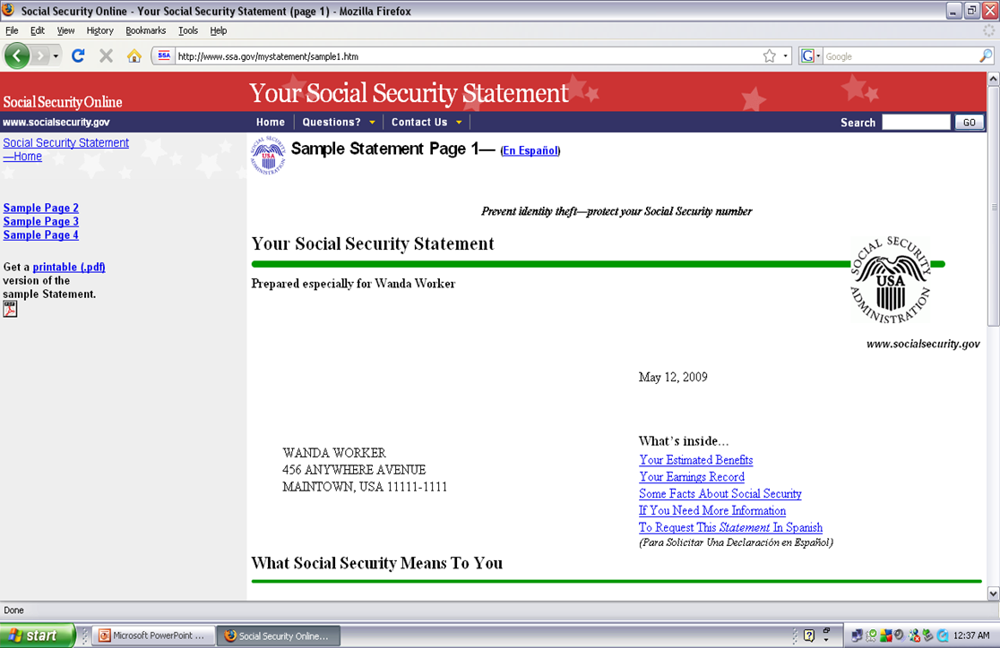 Social Security Online - Your Social Security Statement (page 1) - Mozilla Firefox
File Edit View History Bookmarks Tools Help
SSA http://www.ssa.gov/mystatement/sample1.htm
G Google
Social Security Online
Your Social Security Statement
www.socialsecurity.gov
Home Questions? Contact Us
Search GO
Social Security Statement
—Home
Sample Statement Page 1— (En Español)
SOCIAL SECURITY USA ADMINISTRATION
Sample Page 2
Sample Page 3
Sample Page 4
Get a printable (.pdf)
version of the
sample Statement.
PDF
Prevent identity theft—protect your Social Security number
Your Social Security Statement
SOCIAL SECURITY USA ADMINISTRATION
Prepared especially for Wanda Worker
www.socialsecurity.gov
May 12, 2009
WANDA WORKER
456 ANYWHERE AVENUE
MAINTOWN, USA 11111-1111
What's inside...
Your Estimated Benefits
Your Earnings Record
Some Facts About Social Security
If You Need More Information
To Request This Statement In Spanish
(Para Solicitar Una Declaración en Español)
What Social Security Means To You
Done
start
Microsoft PowerPoint ...
Social Security Online...
12:37 AM